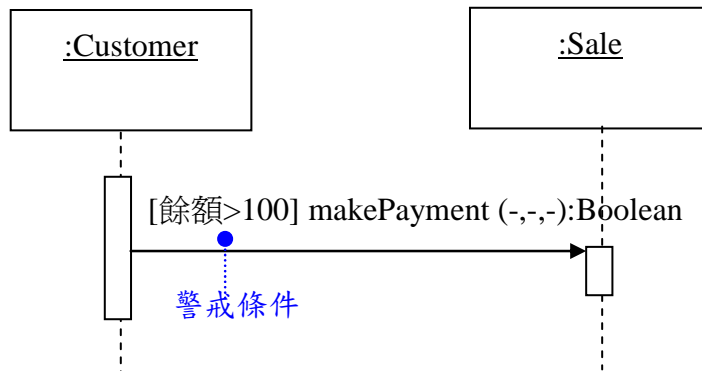 :Customer
:Sale
[餘額>100] makePayment (-,-,-):Boolean
警戒條件